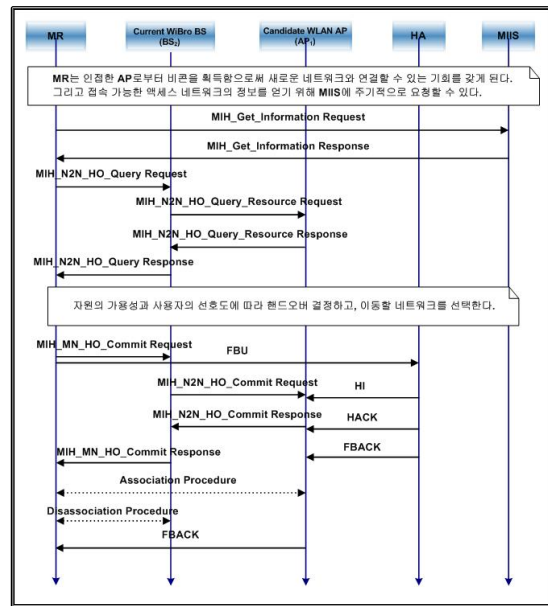 MR
Current WiBro BS
(BS₂)
Candidate WLAN AP
(AP₁)
HA
MIIS
MR는 인접한 AP로부터 비콘을 획득함으로써 새로운 네트워크와 연결할 수 있는 기회를 갖게 된다.
그리고 접속 가능한 액세스 네트워크의 정보를 얻기 위해 MIIS에 주기적으로 요청할 수 있다.
MIH_Get_Information Request
MIH_Get_Information Response
MIH_N2N_HO_Query Request
MIH_N2N_HO_Query_Resource Request
MIH_N2N_HO_Query_Resource Response
MIH_N2N_HO_Query Response
자원의 가용성과 사용자의 선호도에 따라 핸드오버 결정하고, 이동할 네트워크를 선택한다.
MIH_MN_HO_Commit Request
FBU
MIH_N2N_HO_Commit Request
HI
MIH_N2N_HO_Commit Response
HACK
FBACK
MIH_MN_HO_Commit Response
Association Procedure
Disassociation Procedure
FBACK